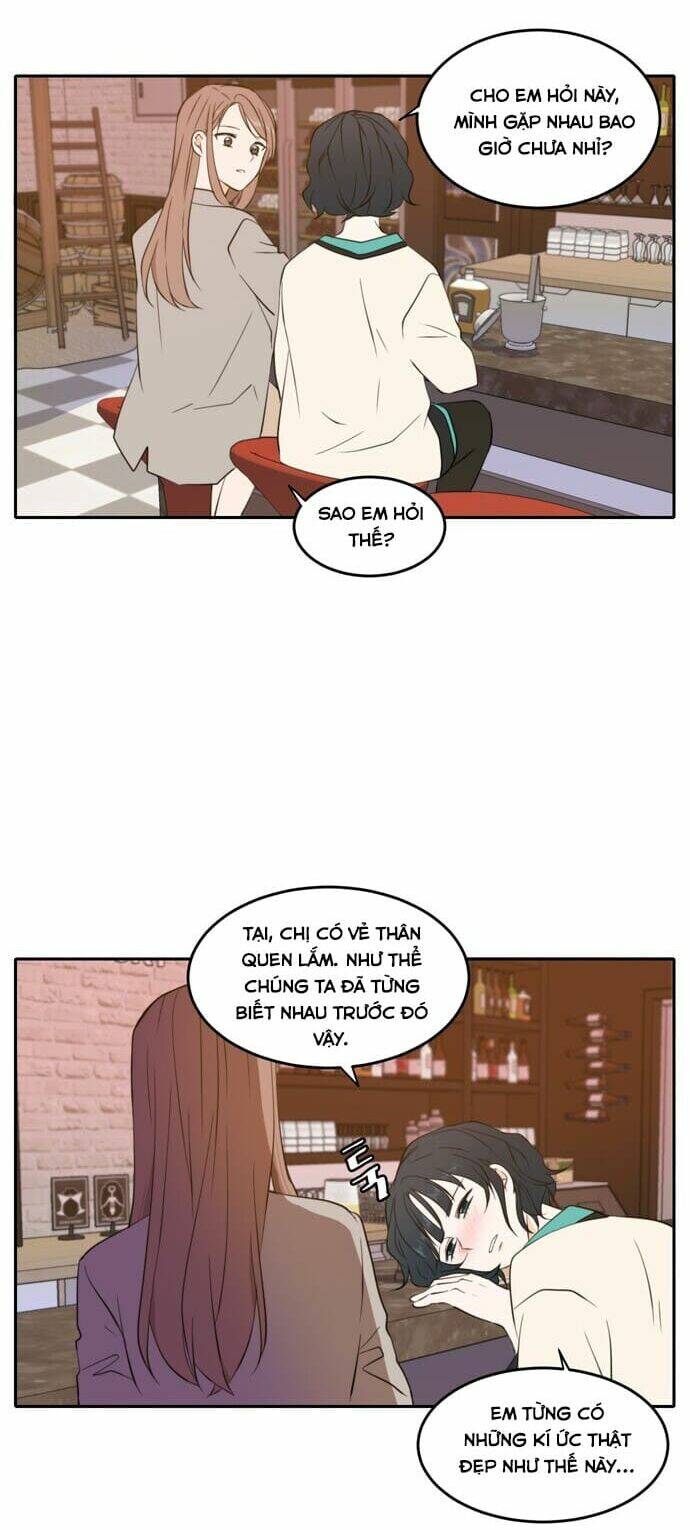 CHO EM HỎI NÀY,
MÌNH GẶP NHAU BAO
GIỜ CHƯA NHỈ?
SAO EM HỎI
THẾ?
TẠI, CHỊ CÓ VẺ THÂN
QUEN LẮM. NHƯ THỂ
CHÚNG TA ĐÃ TỪNG
BIẾT NHAU TRƯỚC ĐÓ
VẬY.
EM TỪNG CÓ
NHỮNG KÍ ỨC THẬT
ĐẸP NHƯ THẾ NÀY...